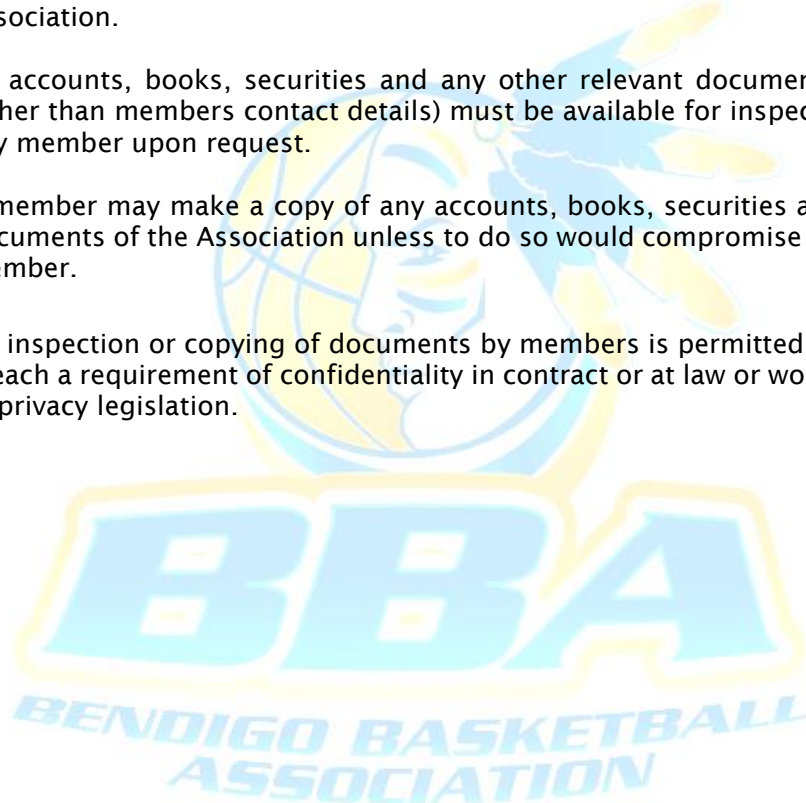 sociation.
accounts, books, securities and any other relevant documen
her than members contact details) must be available for inspec
y member upon request.
member may make a copy of any accounts, books, securities a
cuments of the Association unless to do so would compromise
ember.
inspection or copying of documents by members is permitted
each a requirement of confidentiality in contract or at law or wo
privacy legislation.
BBA
BENDIGO BASKETBALL
ASSOCIATION